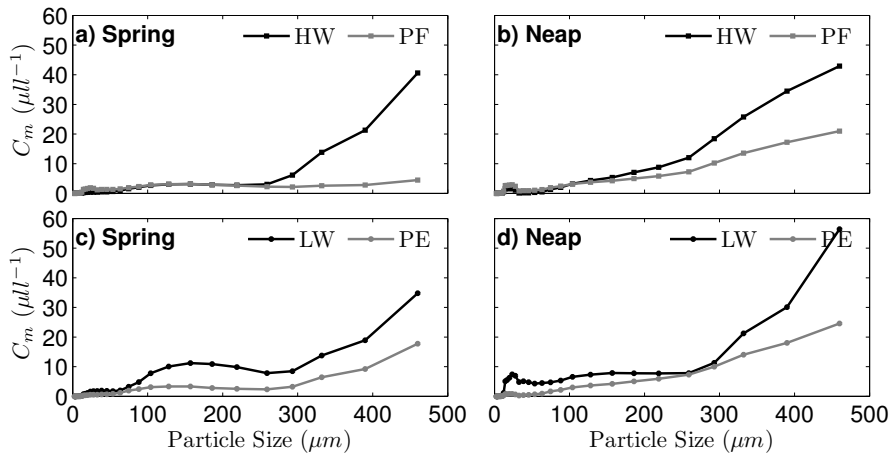 a) Spring HW PF
60
50
40
30
20
10
0
C_m (μll⁻¹)
b) Neap HW PF
c) Spring LW PE
60
50
40
30
20
10
0
C_m (μll⁻¹)
0 100 200 300 400 500
Particle Size (μm)
d) Neap LW PE
0 100 200 300 400 500
Particle Size (μm)